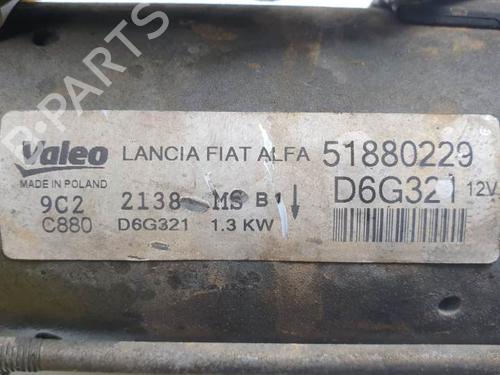 Valeo LANCIA FIAT ALFA 51880229
MADE IN POLAND D6G321 12V
9C2 2138 MS B1
C880 D6G321 1.3 KW
B-PARTS